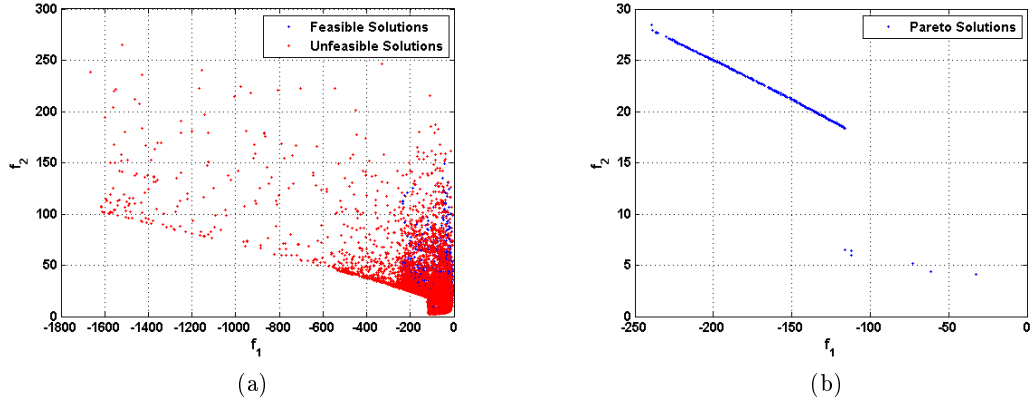 300
250
200
150
100
50
0
f2
-1800 -1600 -1400 -1200 -1000 -800 -600 -400 -200 0
f1
Feasible Solutions
Unfeasible Solutions
(a)
30
25
20
15
10
5
0
f2
-250 -200 -150 -100 -50 0
f1
Pareto Solutions
(b)